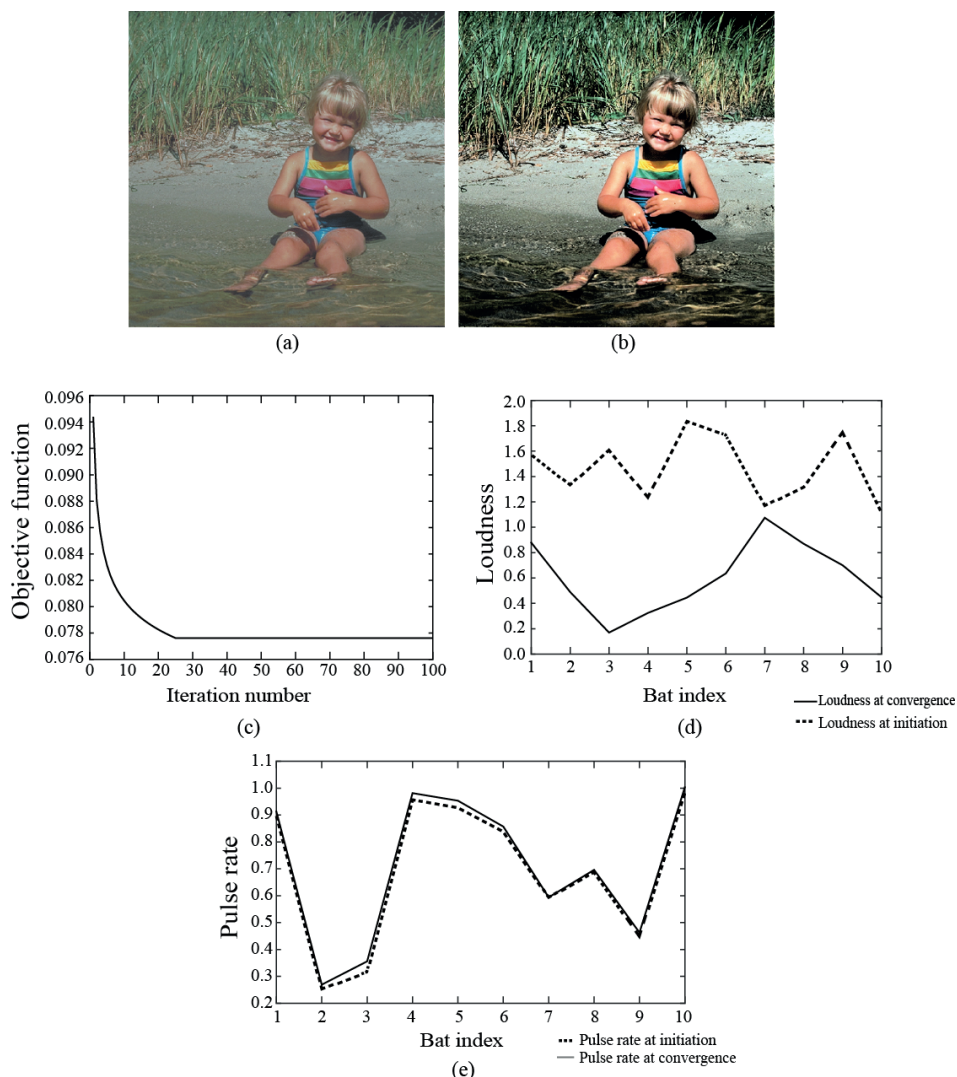 (a)
(b)
0.096
0.094
0.092
0.090
0.088
0.086
0.084
0.082
0.080
0.078
0.076
Objective function
0 10 20 30 40 50 60 70 80 90 100
Iteration number
(c)
2.0
1.8
1.6
1.4
1.2
1.0
0.8
0.6
0.4
0.2
0.0
Loudness
1 2 3 4 5 6 7 8 9 10
Bat index
Loudness at convergence
Loudness at initiation
(d)
1.1
1.0
0.9
0.8
0.7
0.6
0.5
0.4
0.3
0.2
Pulse rate
1 2 3 4 5 6 7 8 9 10
Bat index
Pulse rate at initiation
Pulse rate at convergence
(e)